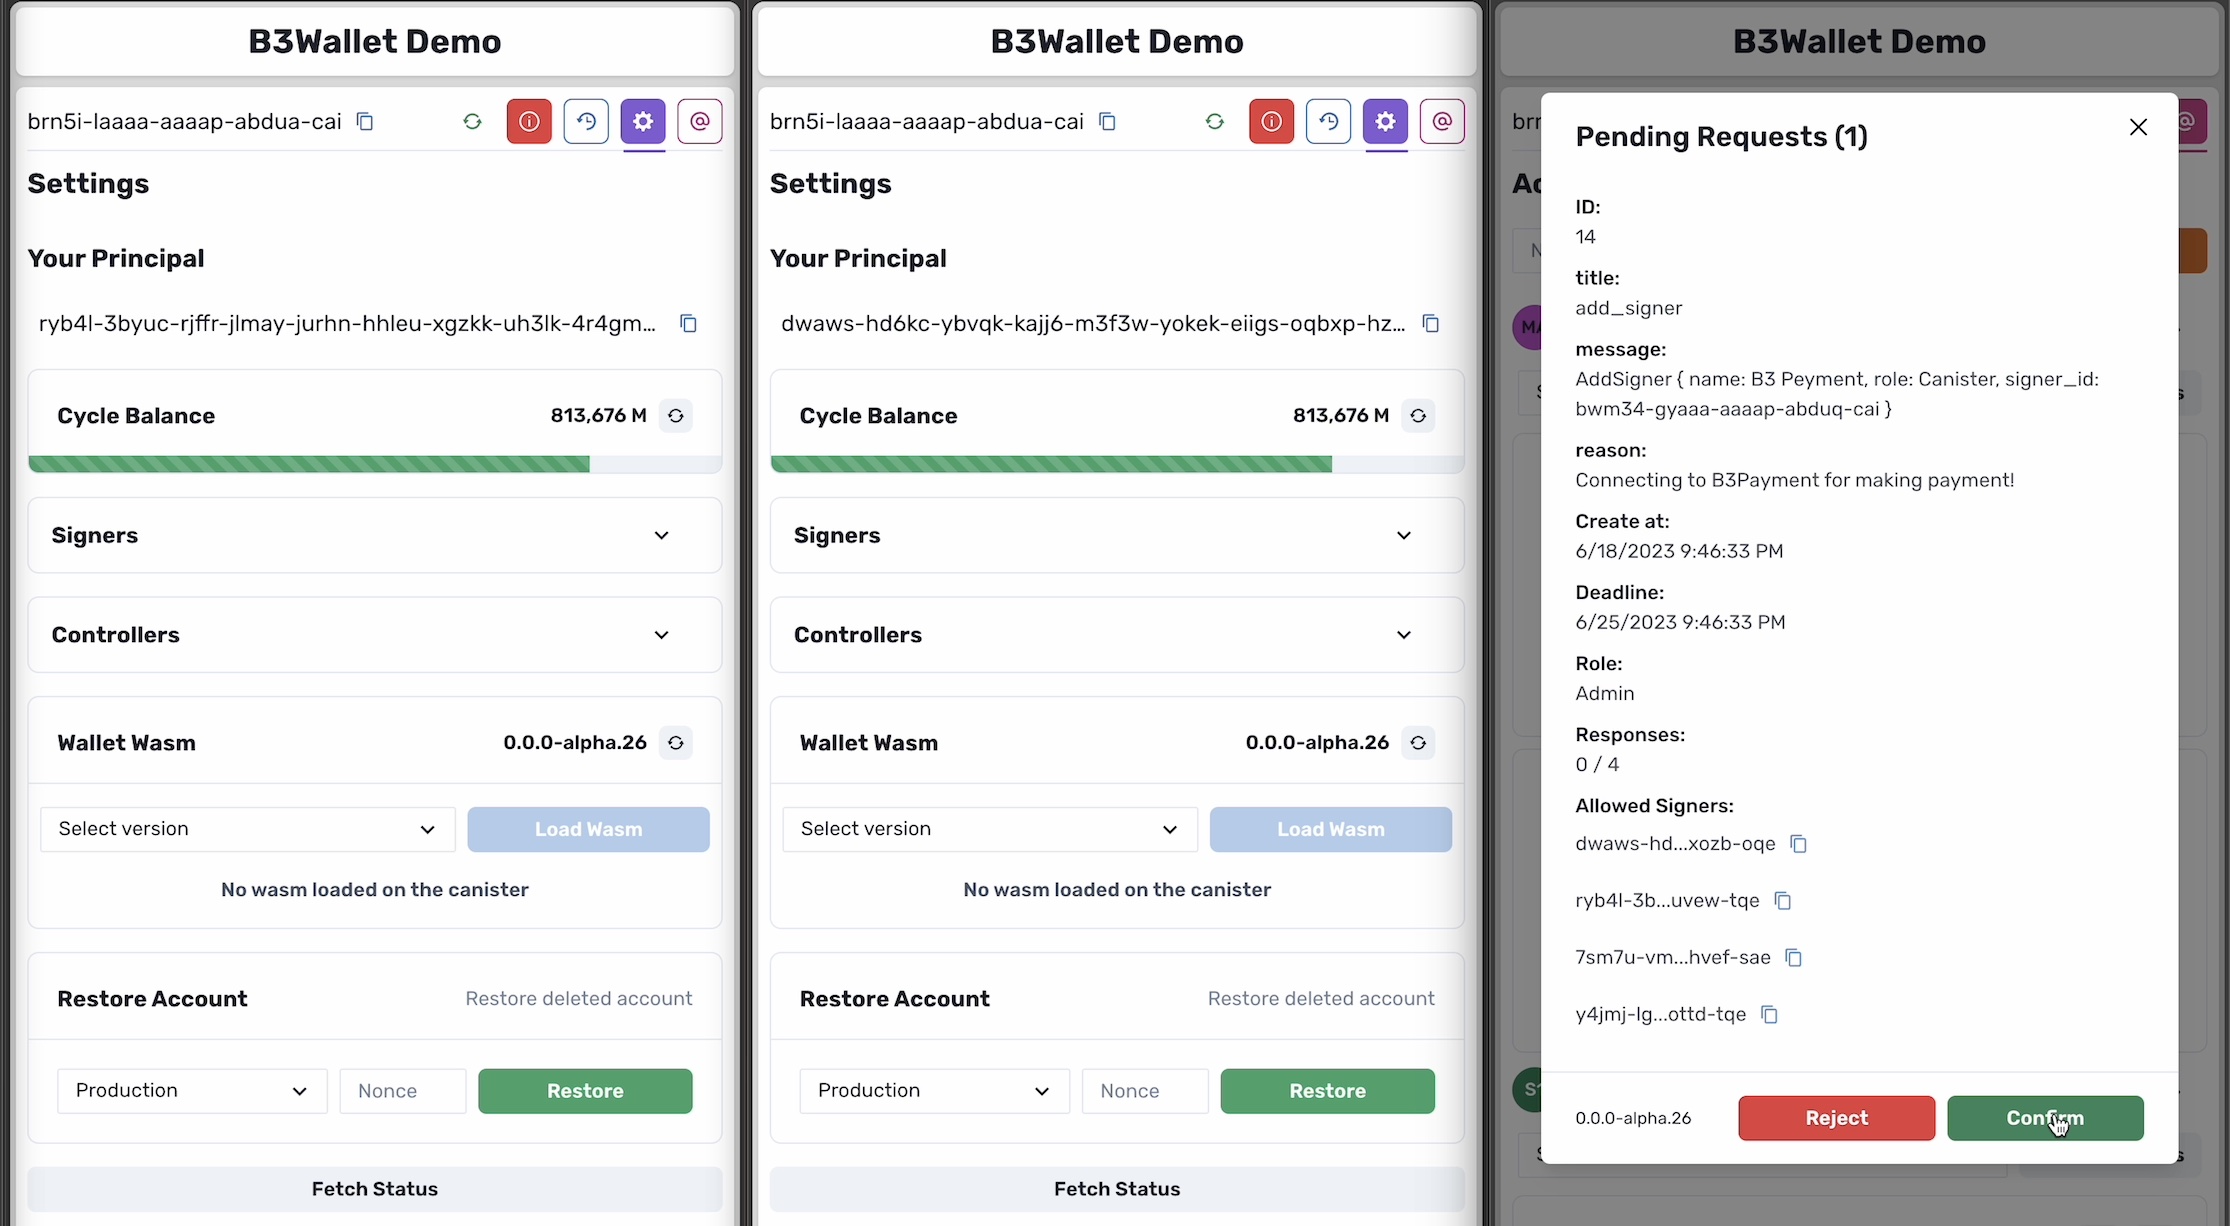 B3Wallet Demo
brn5i-laaaa-aaaap-abdua-cai
Settings
Your Principal
ryb4l-3byuc-rjffr-jlmay-jurhn-hhleu-xgzkk-uh3lk-4r4gm...
Cycle Balance 813,676 M
Signers
Controllers
Wallet Wasm 0.0.0-alpha.26
Select version Load Wasm
No wasm loaded on the canister
Restore Account Restore deleted account
Production Nonce Restore
Fetch Status
B3Wallet Demo
brn5i-laaaa-aaaap-abdua-cai
Settings
Your Principal
dwaws-hd6kc-ybvqk-kajj6-m3f3w-yokek-eiigs-oqbxp-hz...
Cycle Balance 813,676 M
Signers
Controllers
Wallet Wasm 0.0.0-alpha.26
Select version Load Wasm
No wasm loaded on the canister
Restore Account Restore deleted account
Production Nonce Restore
Fetch Status
B3Wallet Demo
Pending Requests (1)
ID:
14
title:
add_signer
message:
AddSigner { name: B3 Peyment, role: Canister, signer_id:
bwm34-gyaaa-aaaap-abduq-cai }
reason:
Connecting to B3Payment for making payment!
Create at:
6/18/2023 9:46:33 PM
Deadline:
6/25/2023 9:46:33 PM
Role:
Admin
Responses:
0 / 4
Allowed Signers:
dwaws-hd...xozb-oqe
ryb4l-3b...uvew-tqe
7sm7u-vm...hvef-sae
y4jmj-lg...ottd-tqe
0.0.0-alpha.26 Reject Confirm